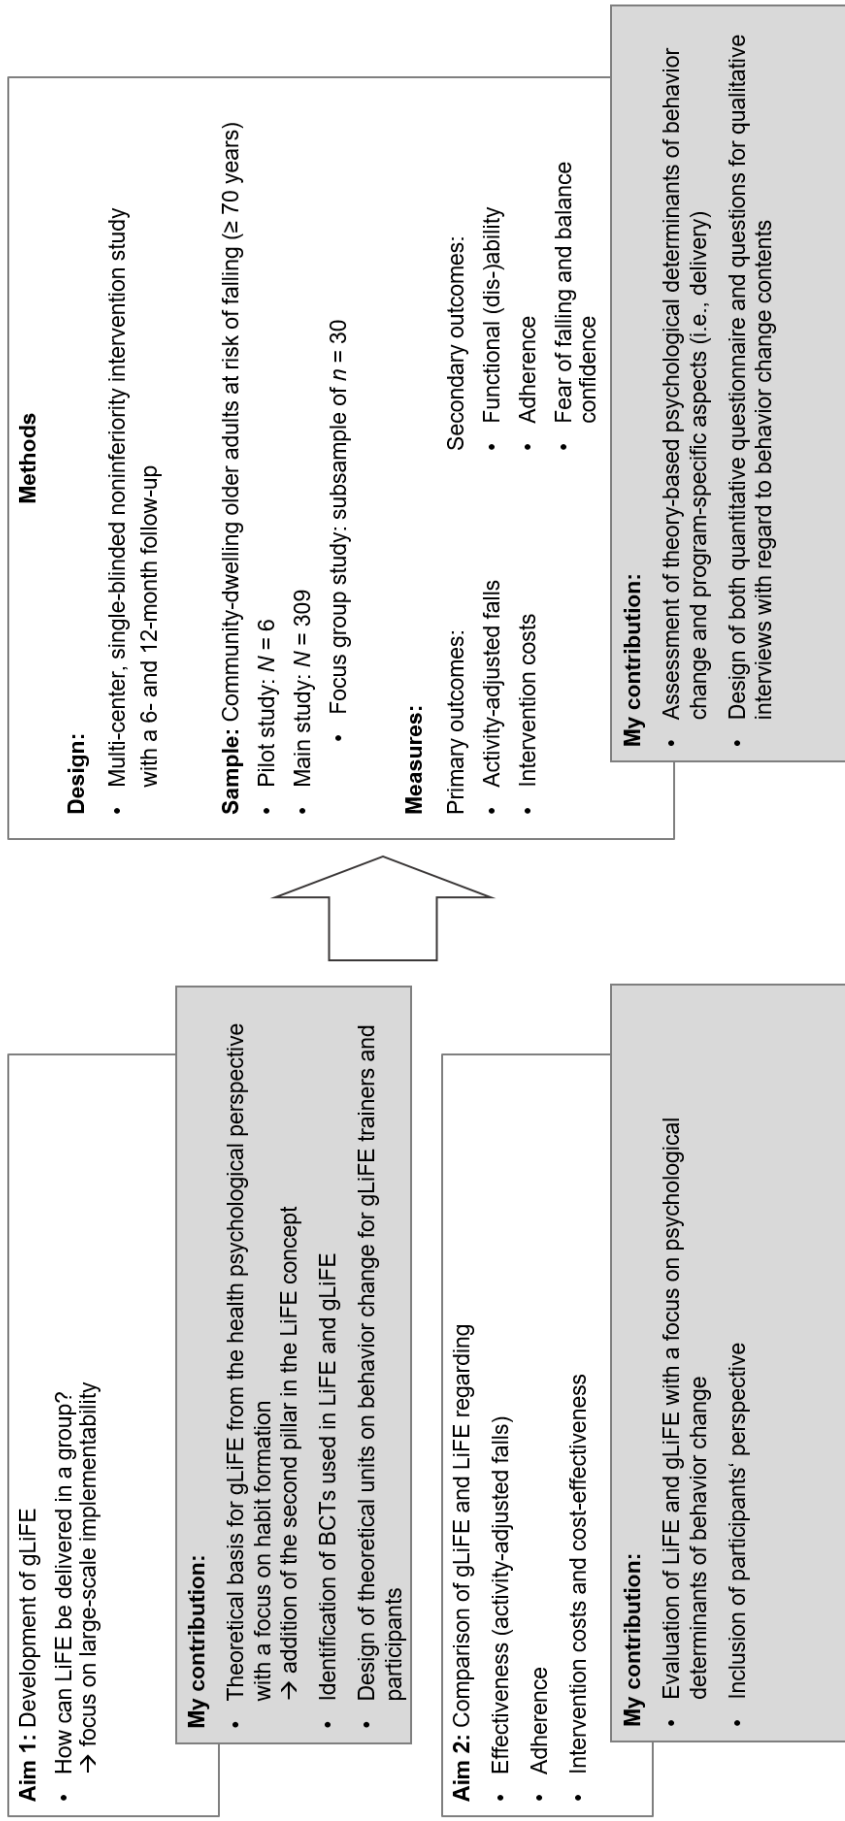 Aim 1: Development of gLiFE
• How can LiFE be delivered in a group?
→ focus on large-scale implementability
My contribution:
• Theoretical basis for gLiFE from the health psychological perspective
with a focus on habit formation
→ addition of the second pillar in the LiFE concept
• Identification of BCTs used in LiFE and gLiFE
• Design of theoretical units on behavior change for gLiFE trainers and
participants
Aim 2: Comparison of gLiFE and LiFE regarding
• Effectiveness (activity-adjusted falls)
• Adherence
• Intervention costs and cost-effectiveness
My contribution:
• Evaluation of LiFE and gLiFE with a focus on psychological
determinants of behavior change
• Inclusion of participants‘ perspective
Methods
Design:
• Multi-center, single-blinded noninferiority intervention study
with a 6- and 12-month follow-up
Sample: Community-dwelling older adults at risk of falling (≥ 70 years)
• Pilot study: N = 6
• Main study: N = 309
• Focus group study: subsample of n = 30
Measures:
Primary outcomes:
• Activity-adjusted falls
• Intervention costs
Secondary outcomes:
• Functional (dis-)ability
• Adherence
• Fear of falling and balance
confidence
My contribution:
• Assessment of theory-based psychological determinants of behavior
change and program-specific aspects (i.e., delivery)
• Design of both quantitative questionnaire and questions for qualitative
interviews with regard to behavior change contents